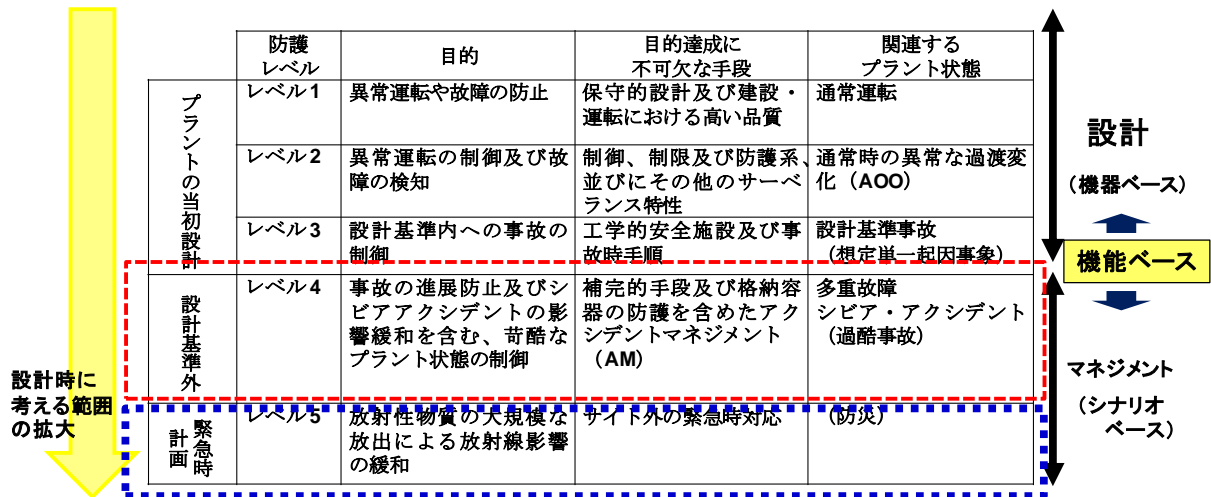 防護
レベル
目的
目的達成に
不可欠な手段
関連する
プラント状態
プラントの当初設計
レベル1
異常運転や故障の防止
保守的設計及び建設・
運転における高い品質
通常運転
レベル2
異常運転の制御及び故
障の検知
制御、制限及び防護系、
並びにその他のサーベ
ランス特性
通常時の異常な過渡変
化（AOO）
レベル3
設計基準内への事故の
制御
工学的安全施設及び事
故時手順
設計基準事故
（想定単一起因事象）
設計基準外
レベル4
事故の進展防止及びシ
ビアアクシデントの影
響緩和を含む、苛酷な
プラント状態の制御
補完的手段及び格納容
器の防護を含めたアク
シデントマネジメント
（AM）
多重故障
シビア・アクシデント
（過酷事故）
緊急時
計画
レベル5
放射性物質の大規模な
放出による放射線影響
の緩和
サイト外の緊急時対応
（防災）
設計
（機器ベース）
機能ベース
マネジメント
（シナリオ
ベース）
設計時に
考える範囲
の拡大